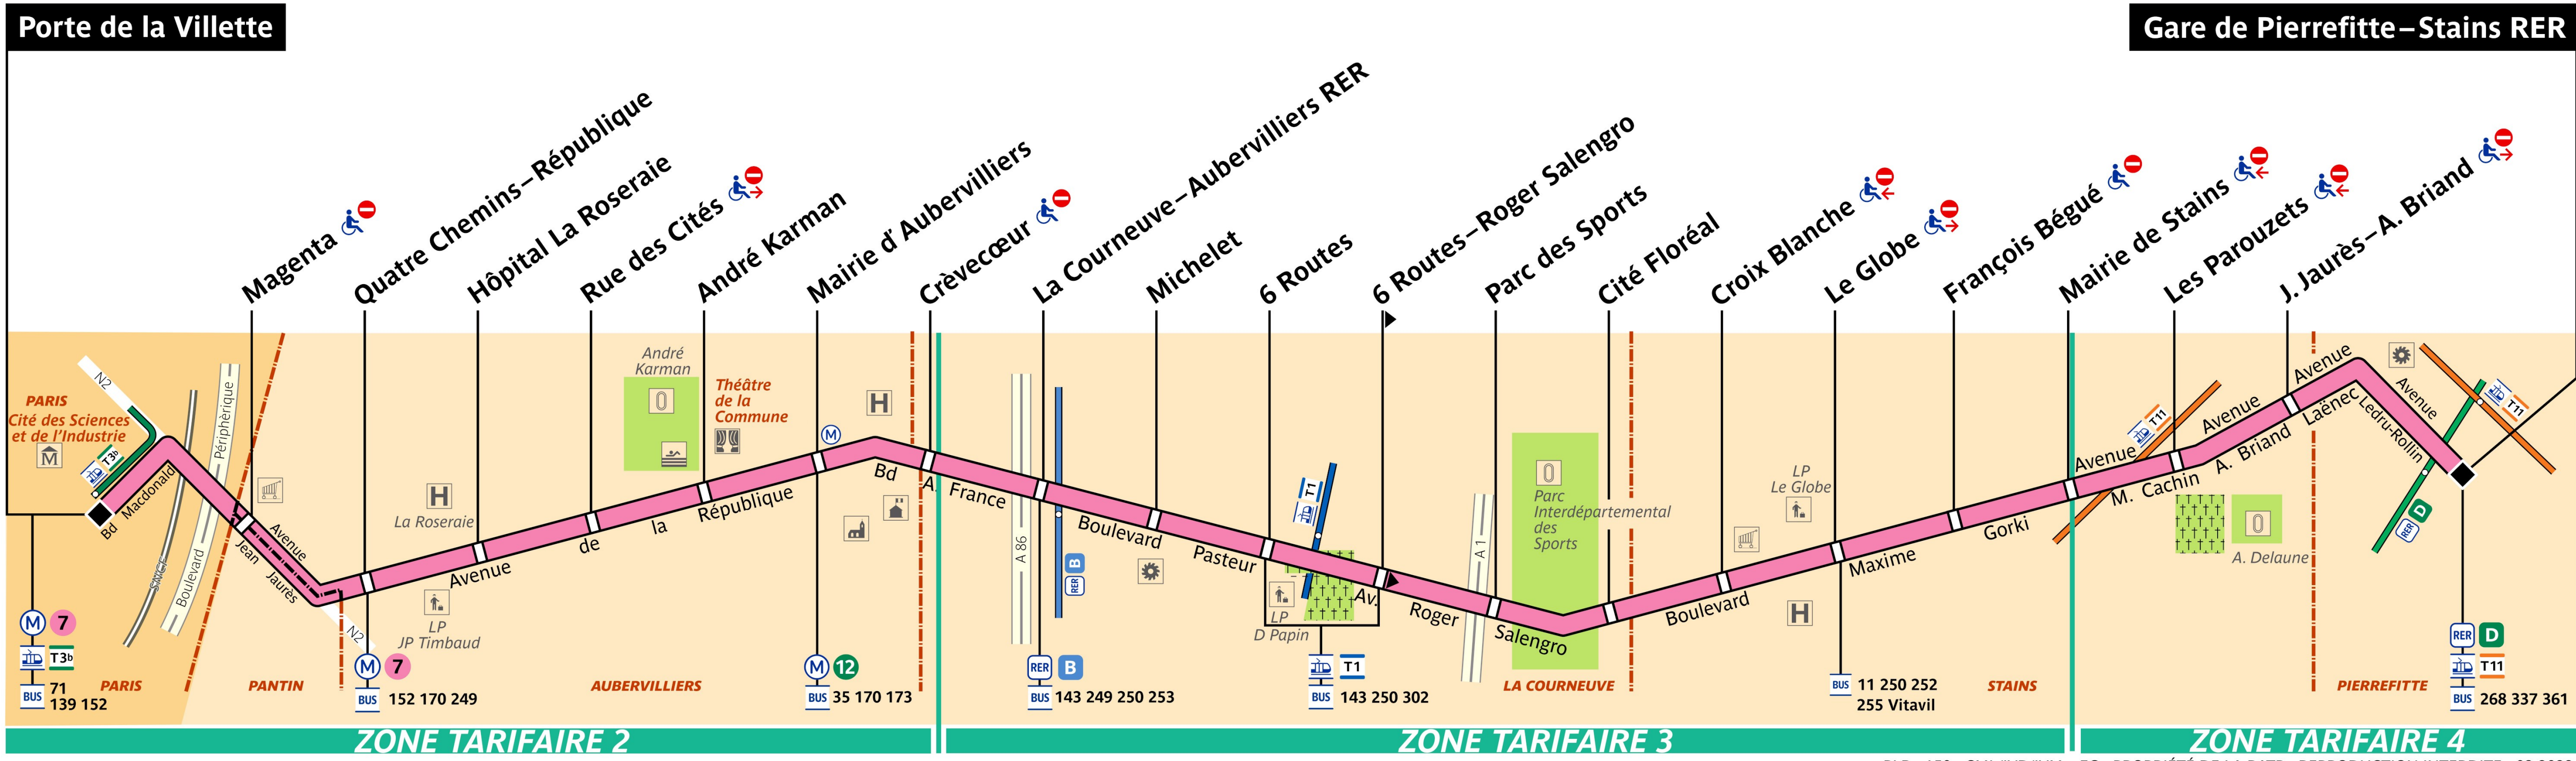 Porte de la Villette
Gare de Pierrefitte–Stains RER
Magenta
Quatre Chemins–République
Hôpital La Roseraie
Rue des Cités
André Karman
Mairie d'Aubervilliers
Crèvecœur
La Courneuve–Aubervilliers RER
Michelet
6 Routes
6 Routes–Roger Salengro
Parc des Sports
Cité Floréal
Croix Blanche
Le Globe
François Bégué
Mairie de Stains
Les Parouzets
J. Jaurès–A. Briand
N2
PARIS
Cité des Sciences
et de l'Industrie
M
T3b
Bd Macdonald
SNCF
Boulevard Périphèrique
Avenue
Jean Jaurès
N2
H
La Roseraie
LP
JP Timbaud
Avenue de la République
André
Karman
Théâtre
de la
Commune
M
H
Bd A. France
A 86
B
RER
Boulevard Pasteur
T1
LP
D Papin
Av. Roger Salengro
A 1
Parc
Interdépartemental
des
Sports
LP
Le Globe
H
Boulevard Maxime Gorki
T11
Avenue
M. Cachin
Avenue
A. Briand
Avenue
Laënec
Avenue
Ledru-Rollin
A. Delaune
T11
RER D
M 7
T3b
BUS 71
139 152
PARIS
PANTIN
M 7
BUS 152 170 249
AUBERVILLIERS
M 12
BUS 35 170 173
RER B
BUS 143 249 250 253
T1
BUS 143 250 302
LA COURNEUVE
BUS 11 250 252
255 Vitavil
STAINS
PIERREFITTE
RER D
T11
BUS 268 337 361
ZONE TARIFAIRE 2
ZONE TARIFAIRE 3
ZONE TARIFAIRE 4